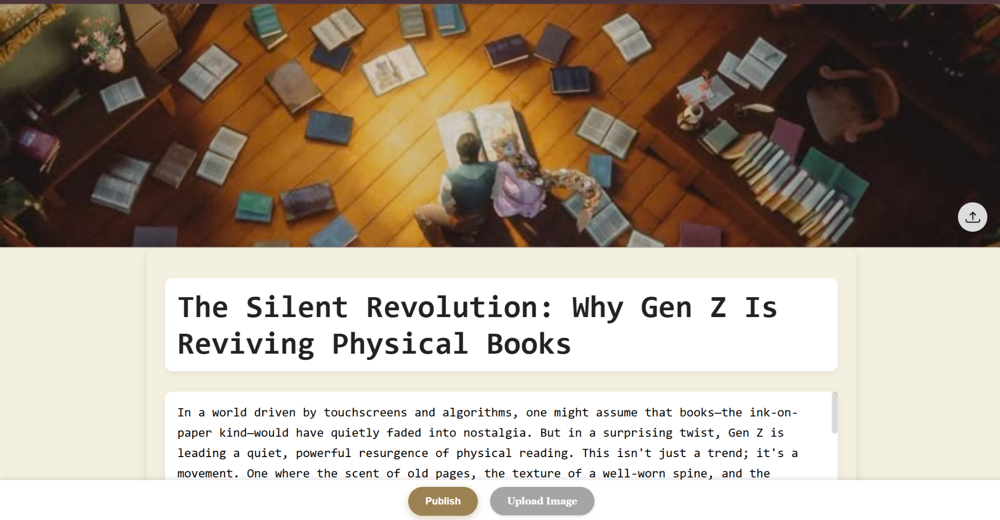 The Silent Revolution: Why Gen Z Is
Reviving Physical Books
In a world driven by touchscreens and algorithms, one might assume that books—the ink-on-
paper kind—would have quietly faded into nostalgia. But in a surprising twist, Gen Z is
leading a quiet, powerful resurgence of physical reading. This isn't just a trend; it's a
movement. One where the scent of old pages, the texture of a well-worn spine, and the
Publish
Upload Image